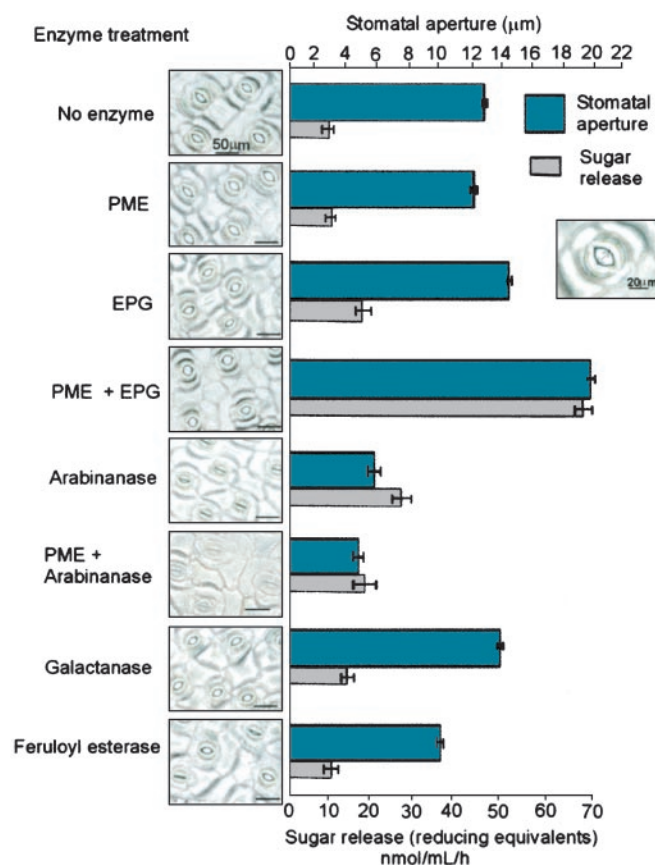 Enzyme treatment
Stomatal aperture (μm)
0 2 4 6 8 10 12 14 16 18 20 22
No enzyme
50μm
Stomatal
aperture
Sugar
release
PME
20μm
EPG
PME + EPG
Arabinanase
PME +
Arabinanase
Galactanase
Feruloyl esterase
0 10 20 30 40 50 60 70
Sugar release (reducing equivalents)
nmol/mL/h